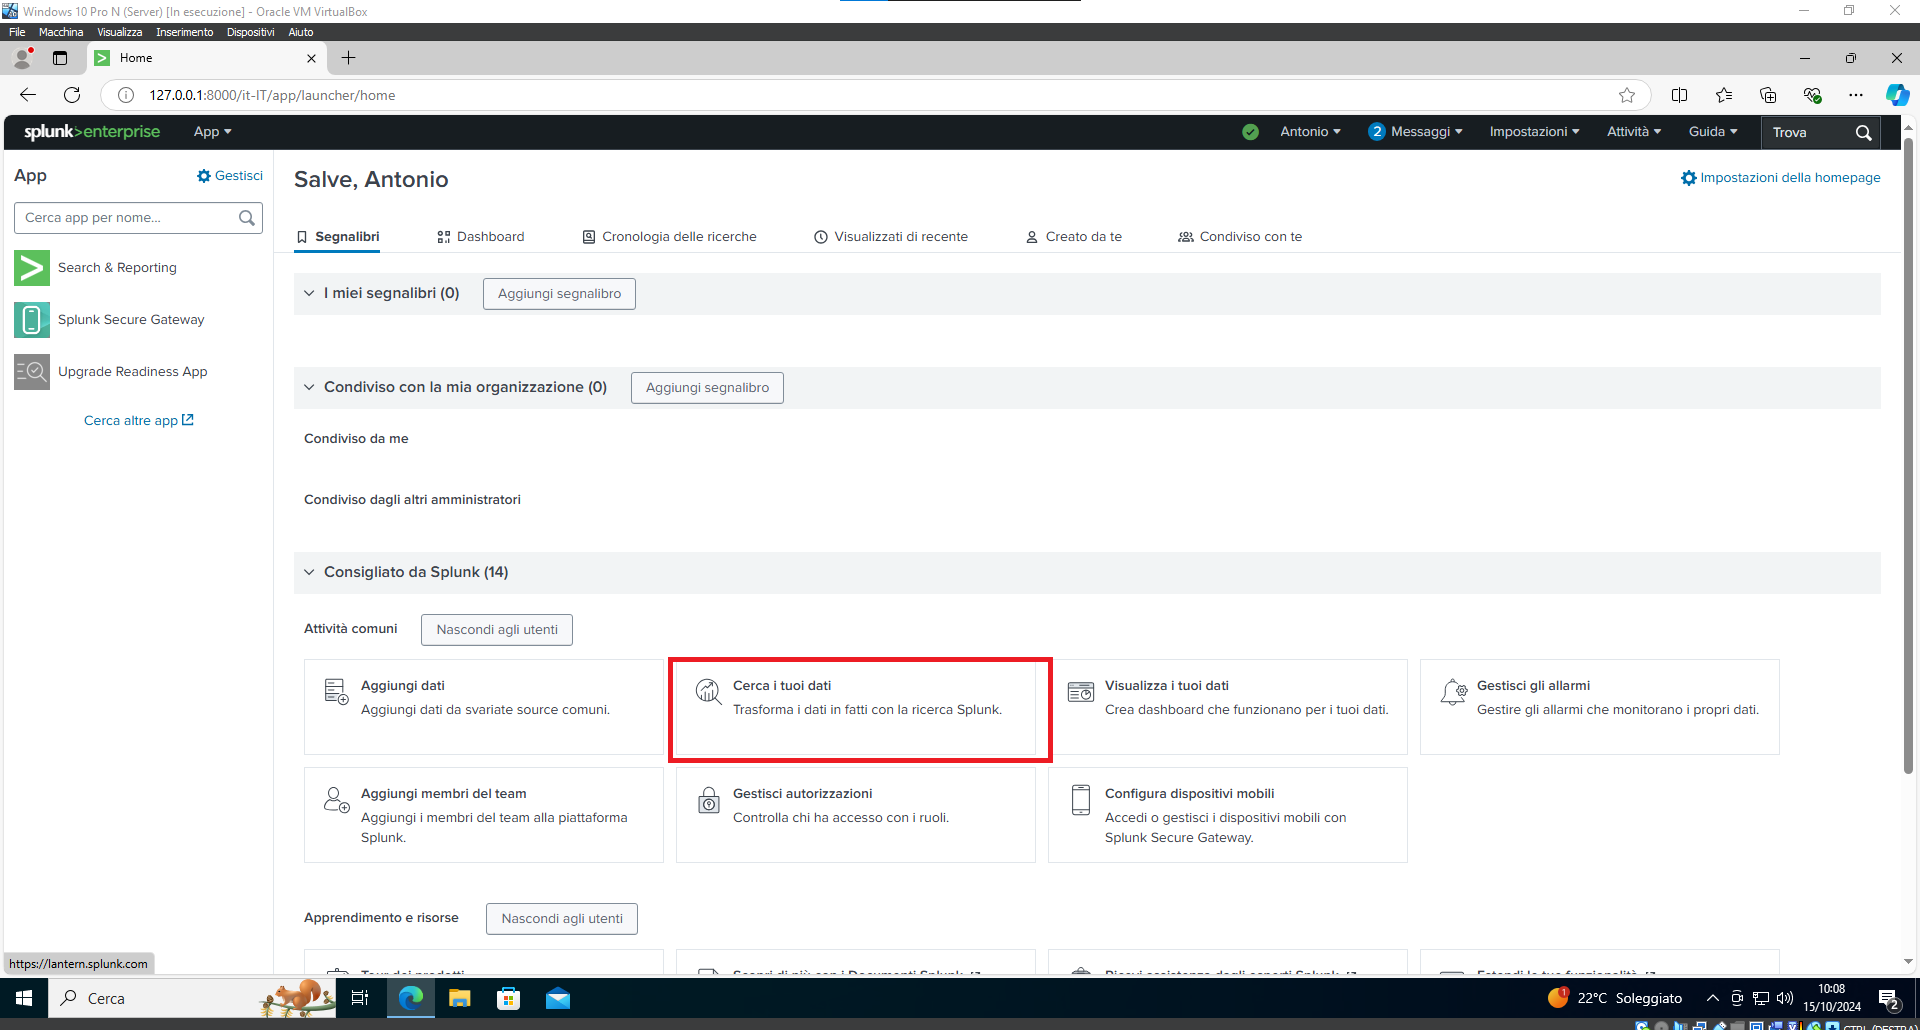 Windows 10 Pro N (Server) [In esecuzione] - Oracle VM VirtualBox
File Macchina Visualizza Inserimento Dispositivi Aiuto
Home
127.0.0.1:8000/it-IT/app/launcher/home
splunk>enterprise App Antonio 2 Messaggi Impostazioni Attività Guida Trova
App Gestisci
Cerca app per nome...
Search & Reporting
Splunk Secure Gateway
Upgrade Readiness App
Cerca altre app
Salve, Antonio
Impostazioni della homepage
Segnalibri Dashboard Cronologia delle ricerche Visualizzati di recente Creato da te Condiviso con te
I miei segnalibri (0) Aggiungi segnalibro
Condiviso con la mia organizzazione (0) Aggiungi segnalibro
Condiviso da me
Condiviso dagli altri amministratori
Consigliato da Splunk (14)
Attività comuni Nascondi agli utenti
Aggiungi dati
Aggiungi dati da svariate source comuni.
Cerca i tuoi dati
Trasforma i dati in fatti con la ricerca Splunk.
Visualizza i tuoi dati
Crea dashboard che funzionano per i tuoi dati.
Gestisci gli allarmi
Gestire gli allarmi che monitorano i propri dati.
Aggiungi membri del team
Aggiungi i membri del team alla piattaforma
Splunk.
Gestisci autorizzazioni
Controlla chi ha accesso con i ruoli.
Configura dispositivi mobili
Accedi o gestisci i dispositivi mobili con
Splunk Secure Gateway.
Apprendimento e risorse Nascondi agli utenti
https://lantern.splunk.com
Cerca
1 22°C Soleggiato
10:08
15/10/2024
2